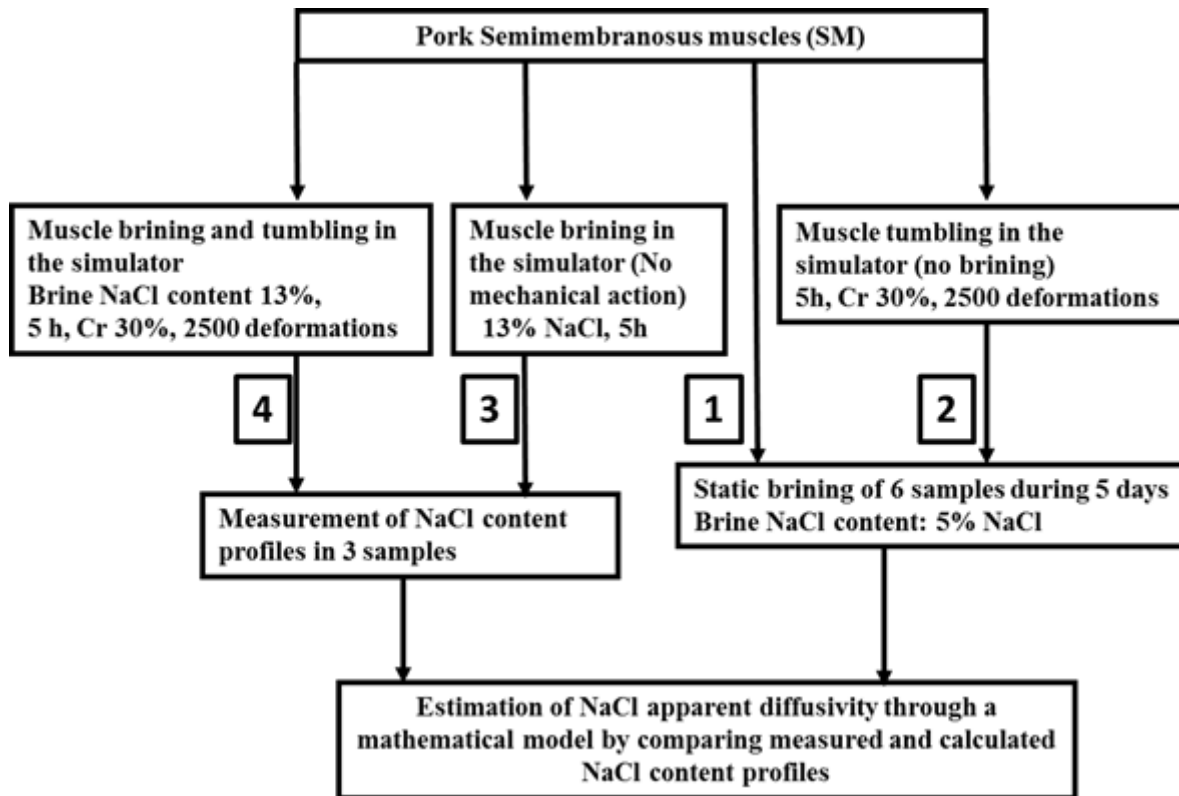 Pork Semimembranosus muscles (SM)
Muscle brining and tumbling in
the simulator
Brine NaCl content 13%,
5 h, Cr 30%, 2500 deformations
Muscle brining in
the simulator (No
mechanical action)
13% NaCl, 5h
Muscle tumbling in the
simulator (no brining)
5h, Cr 30%, 2500 deformations
4
3
1
2
Measurement of NaCl content
profiles in 3 samples
Static brining of 6 samples during 5 days
Brine NaCl content: 5% NaCl
Estimation of NaCl apparent diffusivity through a
mathematical model by comparing measured and calculated
NaCl content profiles